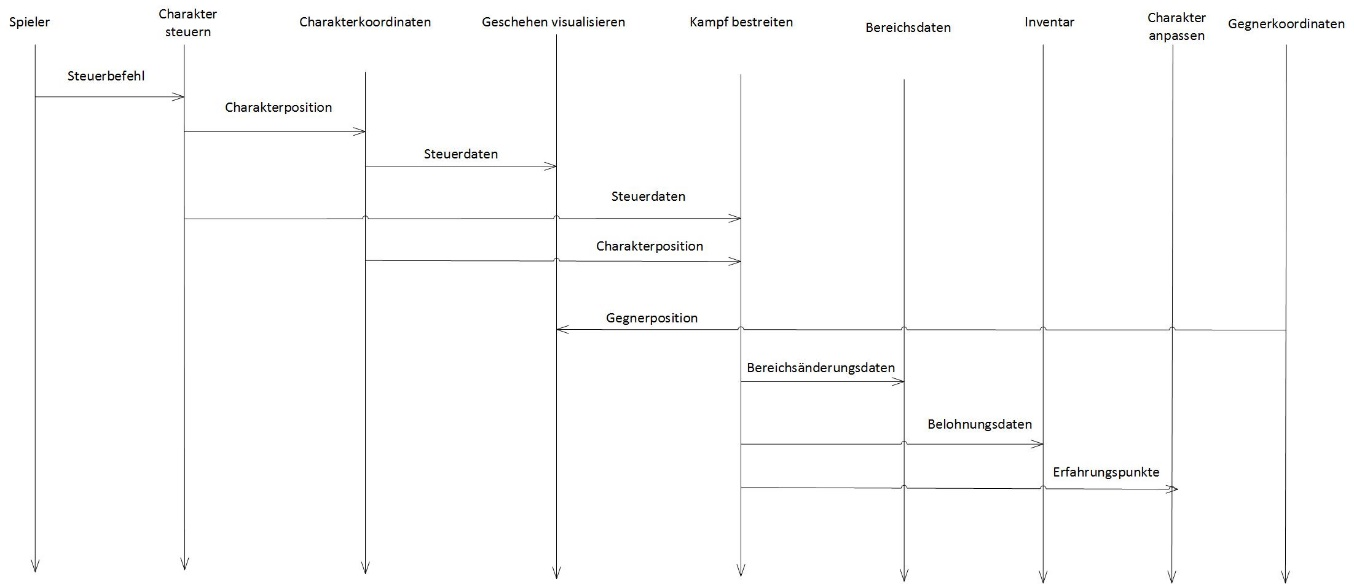 Spieler
Charakter
steuern
Charakterkoordinaten
Geschehen visualisieren
Kampf bestreiten
Bereichsdaten
Inventar
Charakter
anpassen
Gegnerkoordinaten
Steuerbefehl
Charakterposition
Steuerdaten
Steuerdaten
Charakterposition
Gegnerposition
Bereichsänderungsdaten
Belohnungsdaten
Erfahrungspunkte